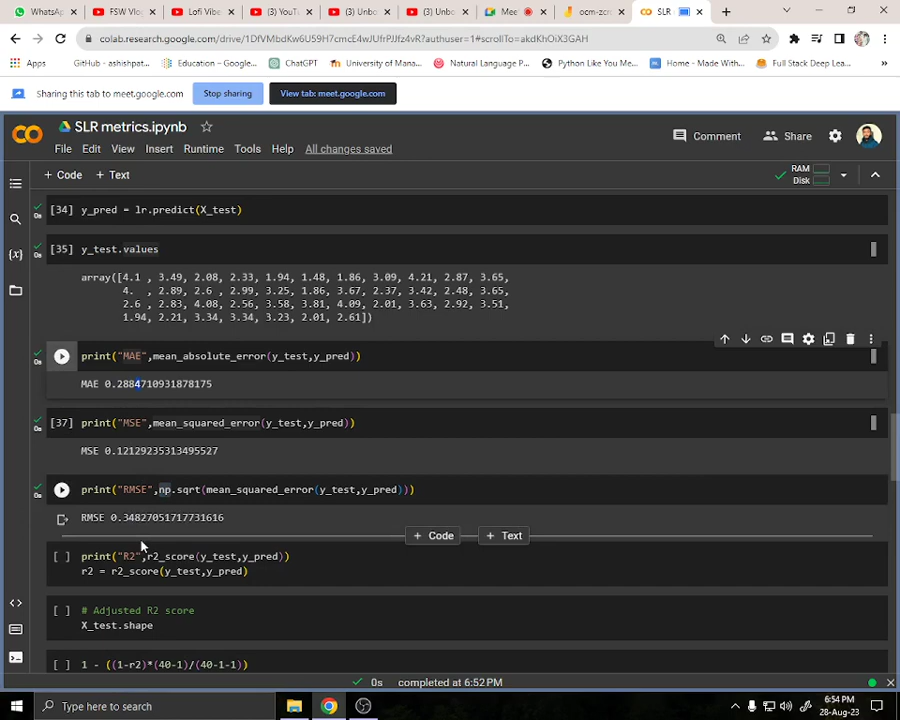 WhatsA
FSW Vlo
Lofi Vibe
(3) YouT
(3) Unbo
(3) Unb
Mee
ocm-zcn
SLR
colab.research.google.com/drive/
Apps
GitHub - ashishpat...
Education – Google...
ChatGPT
University of Mana...
Natural Language P...
Python Like You Me...
Home - Made With...
Full Stack Deep Lea...
Sharing this tab to meet.google.com
Stop sharing
View tab: meet.google.com
SLR metrics.ipynb
Comment
Share
File Edit View Insert Runtime Tools Help All changes saved
+ Code + Text
RAM
Disk
[34] y_pred = lr.predict(X_test)
0s
[35] y_test.values
0s
array([4.1 , 3.49, 2.08, 2.33, 1.94, 1.48, 1.86, 3.09, 4.21, 2.87, 3.65,
4. , 2.89, 2.6 , 2.99, 3.25, 1.86, 3.67, 2.37, 3.42, 2.48, 3.65,
2.6 , 2.83, 4.08, 2.56, 3.58, 3.81, 4.09, 2.01, 3.63, 2.92, 3.51,
1.94, 2.21, 3.34, 3.34, 3.23, 2.01, 2.61])
print("MAE",mean_absolute_error(y_test,y_pred))
0s
MAE 0.2884710931878175
[37] print("MSE",mean_squared_error(y_test,y_pred))
0s
MSE 0.12129235313495527
print("RMSE",np.sqrt(mean_squared_error(y_test,y_pred)))
0s
RMSE 0.34827051717731616
+ Code + Text
[ ] print("R2",r2_score(y_test,y_pred))
r2 = r2_score(y_test,y_pred)
[ ] # Adjusted R2 score
X_test.shape
[ ] 1 - ((1-r2)*(40-1)/(40-1-1))
0s completed at 6:52 PM
Type here to search
6:54 PM
28-Aug-23